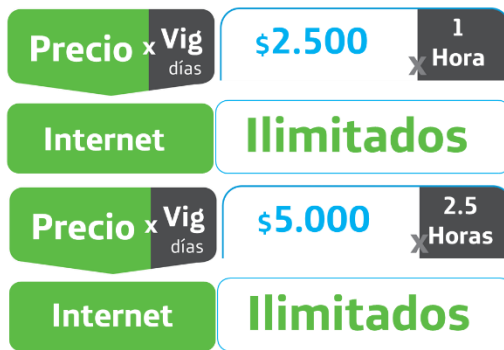 Precio x Vig días $2.500 x 1 Hora
Internet Ilimitados
Precio x Vig días $5.000 x 2.5 Horas
Internet Ilimitados